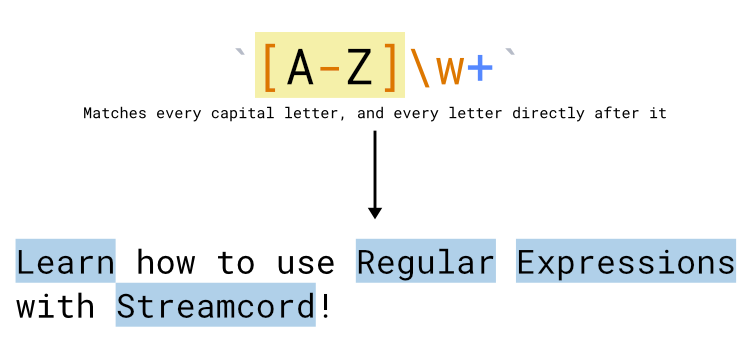 `[A-Z]\w+`
Matches every capital letter, and every letter directly after it
Learn how to use Regular Expressions
with Streamcord!